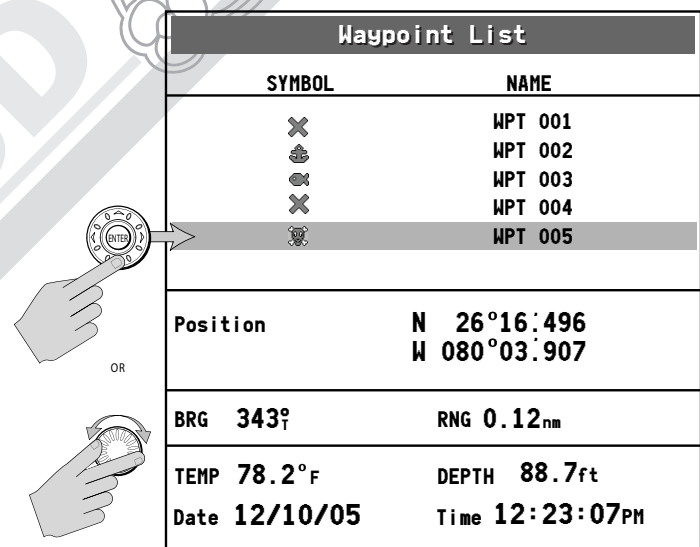 Waypoint List
SYMBOL NAME
WPT 001
WPT 002
WPT 003
WPT 004
ENTER
WPT 005
Position N 26°16.'496
W 080°03.'907
OR
BRG 343°T RNG 0.12nm
TEMP 78.2°F DEPTH 88.7ft
Date 12/10/05 Time 12:23:07PM